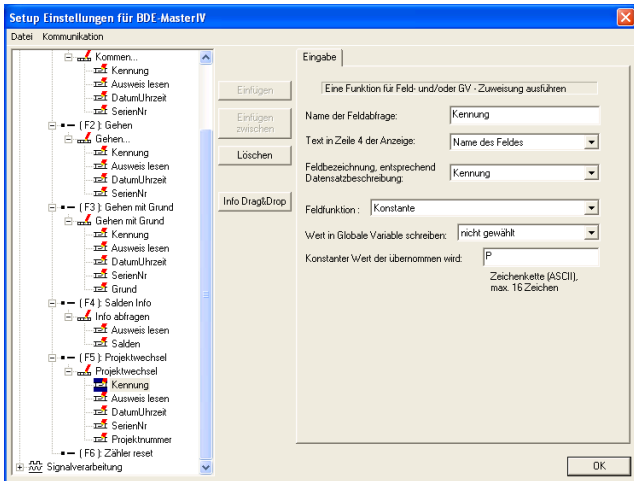 Setup Einstellungen für BDE-MasterIV
Datei Kommunikation
Kommen...
Kennung
Ausweis lesen
DatumUhrzeit
SerienNr
( F2 ): Gehen
Gehen...
Kennung
Ausweis lesen
DatumUhrzeit
SerienNr
( F3 ): Gehen mit Grund
Gehen mit Grund
Kennung
Ausweis lesen
DatumUhrzeit
SerienNr
Grund
( F4 ): Salden Info
Info abfragen
Ausweis lesen
Salden
( F5 ): Projektwechsel
Projektwechsel
Kennung
Ausweis lesen
DatumUhrzeit
SerienNr
Projektnummer
( F6 ): Zähler reset
Signalverarbeitung
Einfügen
Einfügen
zwischen
Löschen
Info Drag&Drop
Eingabe
Eine Funktion für Feld- und/oder GV - Zuweisung ausführen
Name der Feldabfrage: Kennung
Text in Zeile 4 der Anzeige: Name des Feldes
Feldbezeichnung, entsprechend
Datensatzbeschreibung: Kennung
Feldfunktion : Konstante
Wert in Globale Variable schreiben: nicht gewählt
Konstanter Wert der übernommen wird: P
Zeichenkette (ASCII),
max. 16 Zeichen
OK